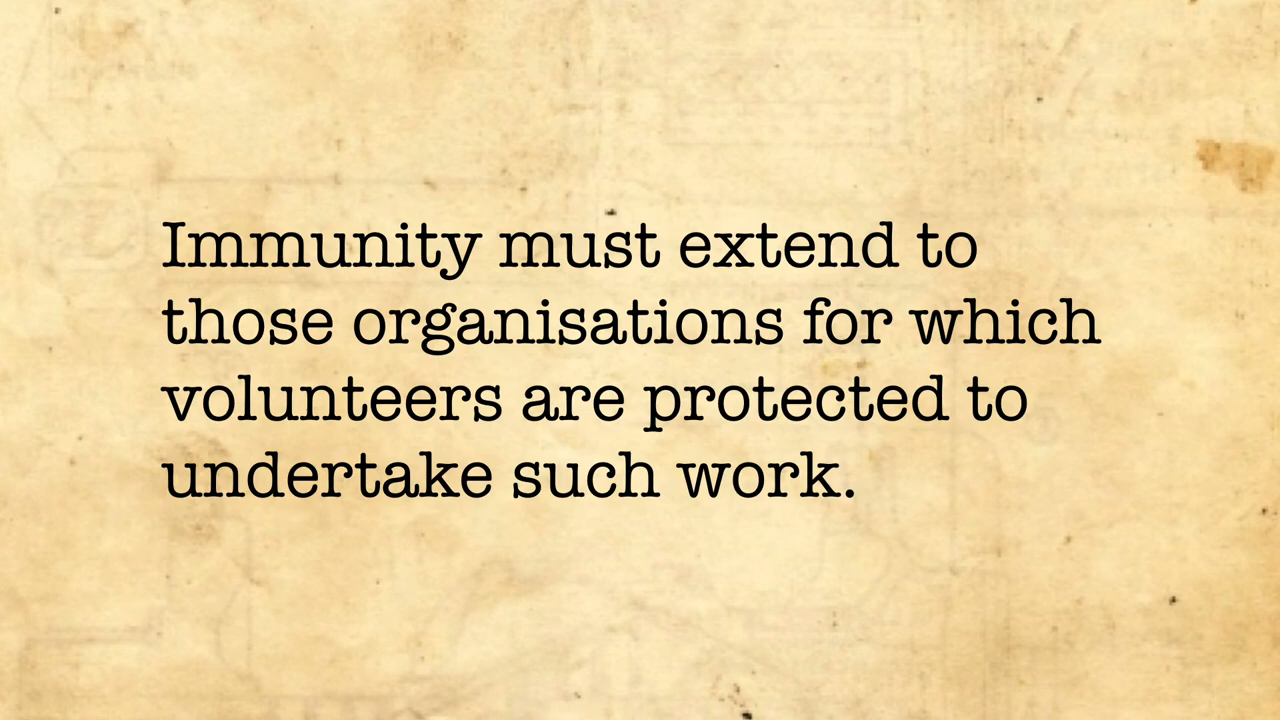 Immunity must extend to
those organisations for which
volunteers are protected to
undertake such work.